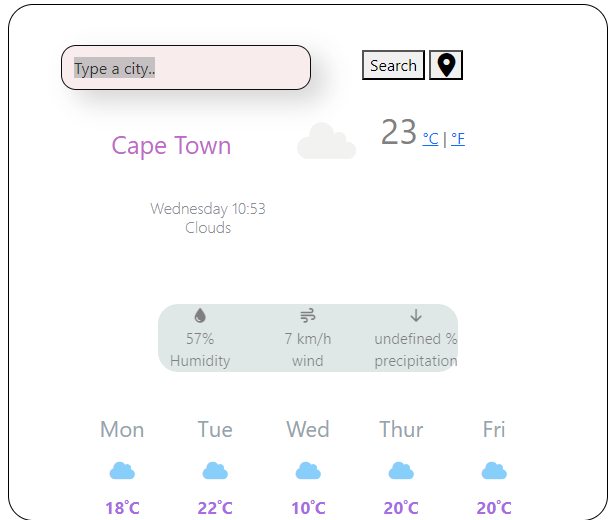 Type a city..
Search
Cape Town
23 °C | °F
Wednesday 10:53
Clouds
57% 7 km/h undefined %
Humidity wind precipitation
Mon Tue Wed Thur Fri
18°C 22°C 10°C 20°C 20°C